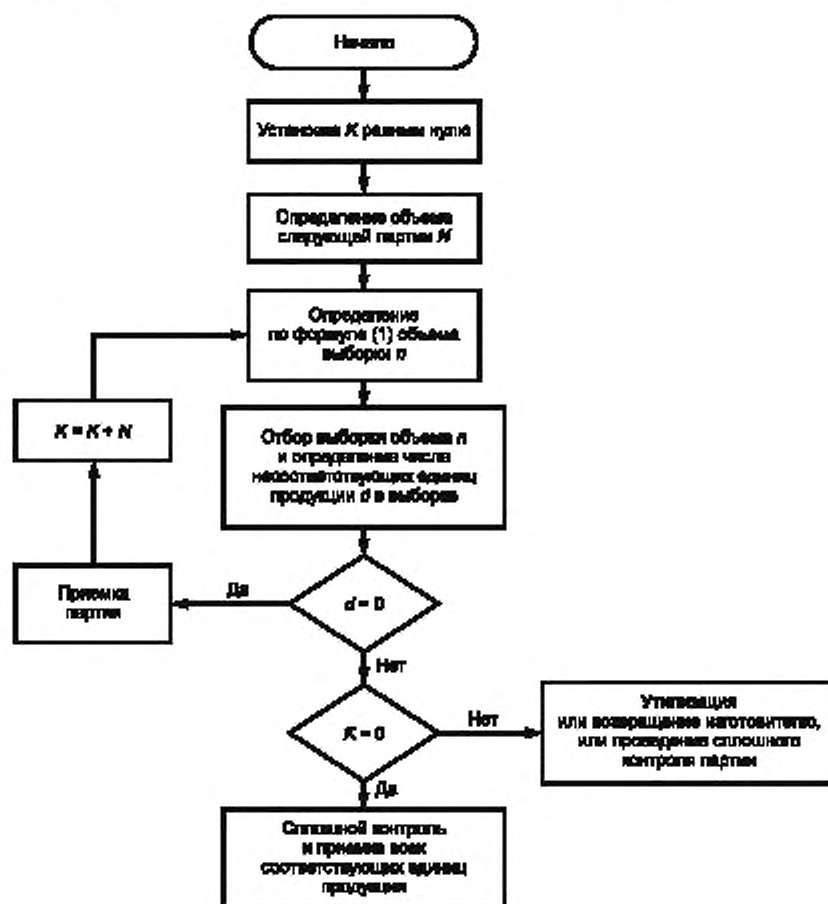 Начало
Установка K равным нулю
Определение объема
следующей партии N
Определение
по формуле (1) объема
выборки n
K = K + N
Отбор выборки объема n
и определение числа
несоответствующих единиц
продукции d в выборке
Приемка
партии
Да
d = 0
Нет
K = 0
Нет
Утилизация
или возвращение изготовителю,
или проведение сплошного
контроля партии
Да
Сплошной контроль
и приемка всех
соответствующих единиц
продукции